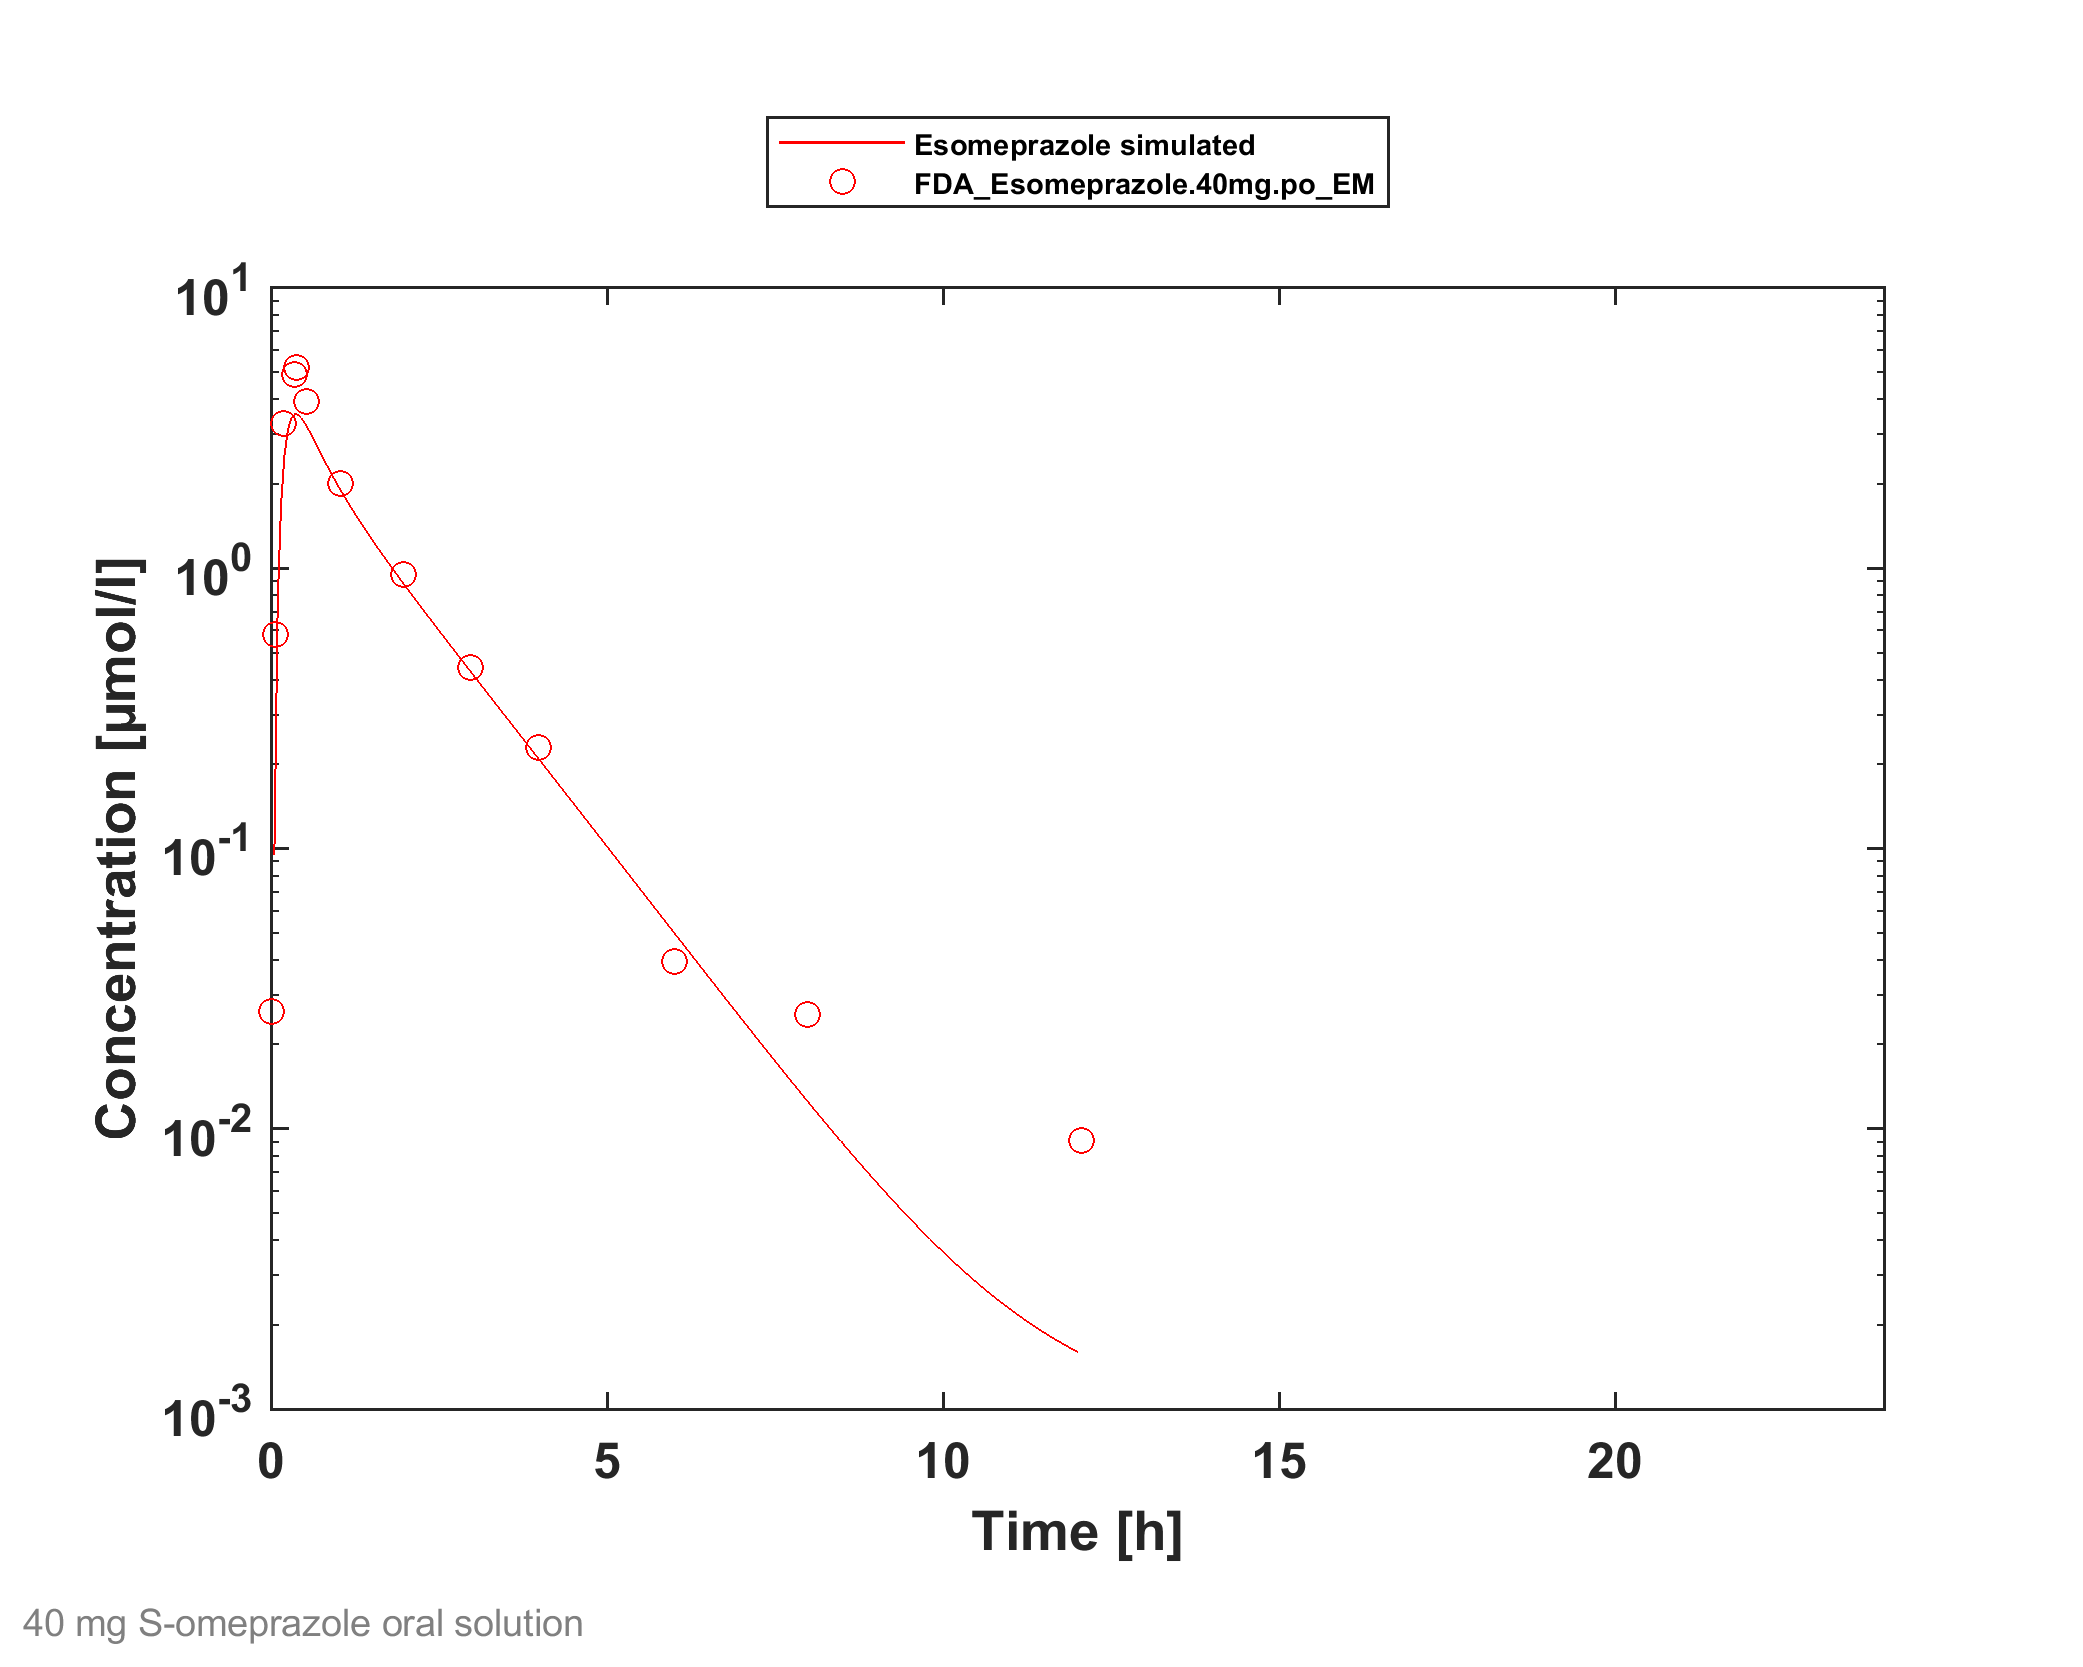 Esomeprazole simulated
FDA_Esomeprazole.40mg.po_EM
10^1
10^0
10^-1
10^-2
10^-3
Concentration [µmol/l]
0 5 10 15 20
Time [h]
40 mg S-omeprazole oral solution